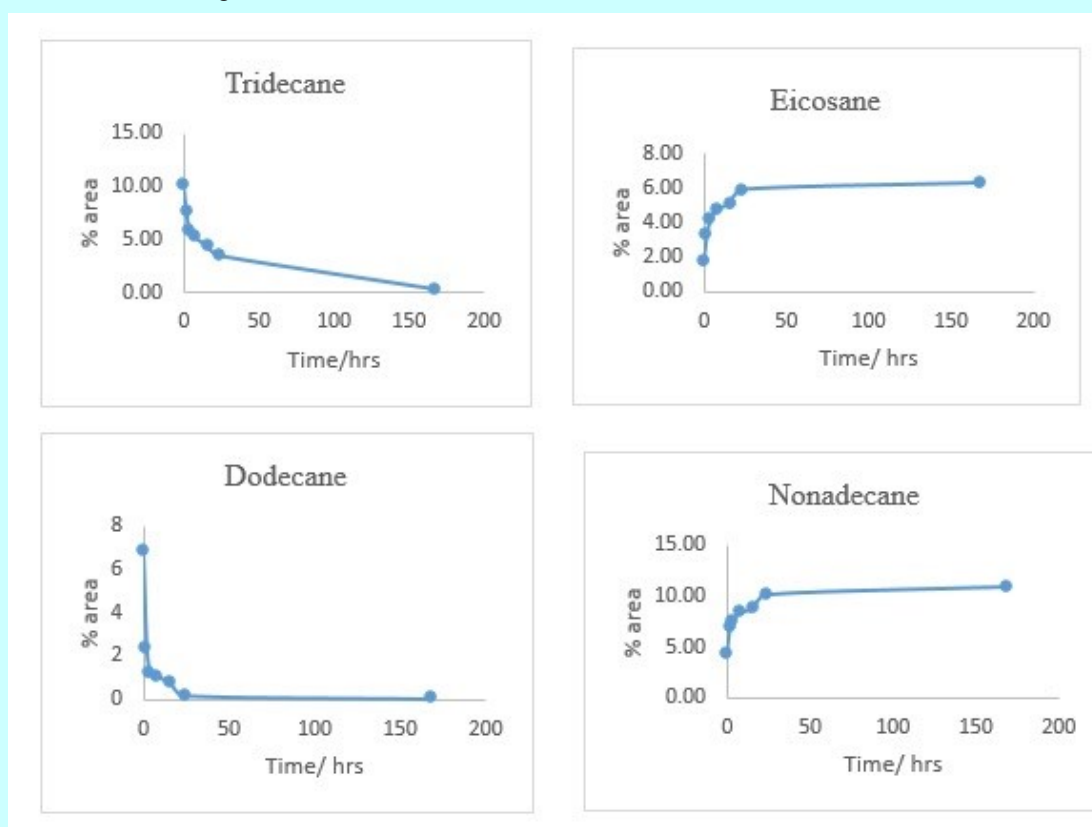 Tridecane
15.00
10.00
5.00
0.00
% area
0 50 100 150 200
Time/hrs
Eicosane
8.00
6.00
4.00
2.00
0.00
% area
0 50 100 150 200
Time/ hrs
Dodecane
8
6
4
2
0
% area
0 50 100 150 200
Time/ hrs
Nonadecane
15.00
10.00
5.00
0.00
% area
0 50 100 150 200
Time/ hrs